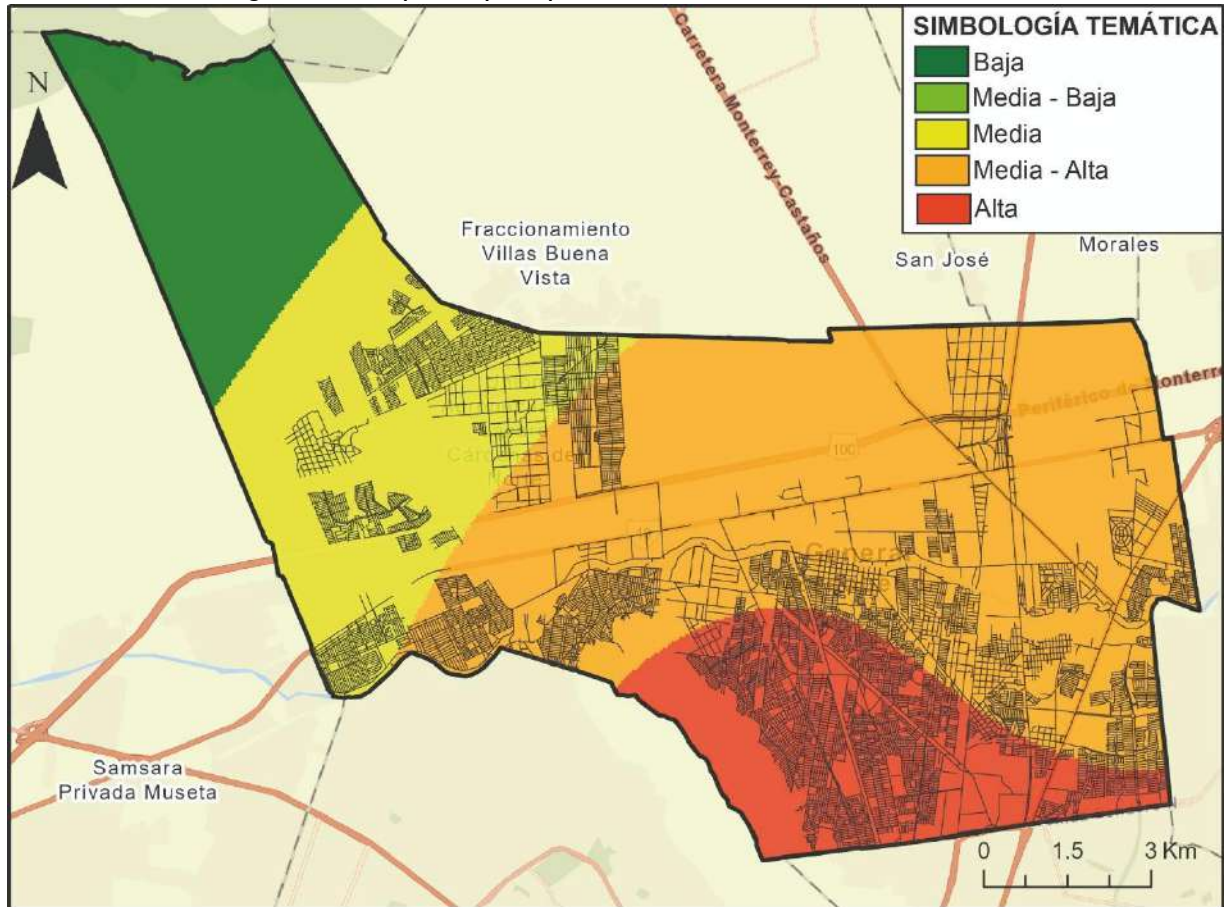 SIMBOLOGÍA TEMÁTICA
Baja
Media - Baja
Media
Media - Alta
Alta
N
Carretera Monterrey-Castaños
Fraccionamiento
Villas Buena
Vista
San José
Morales
Periférico de Monterre
100
Samsara
Privada Museta
0 1.5 3 Km